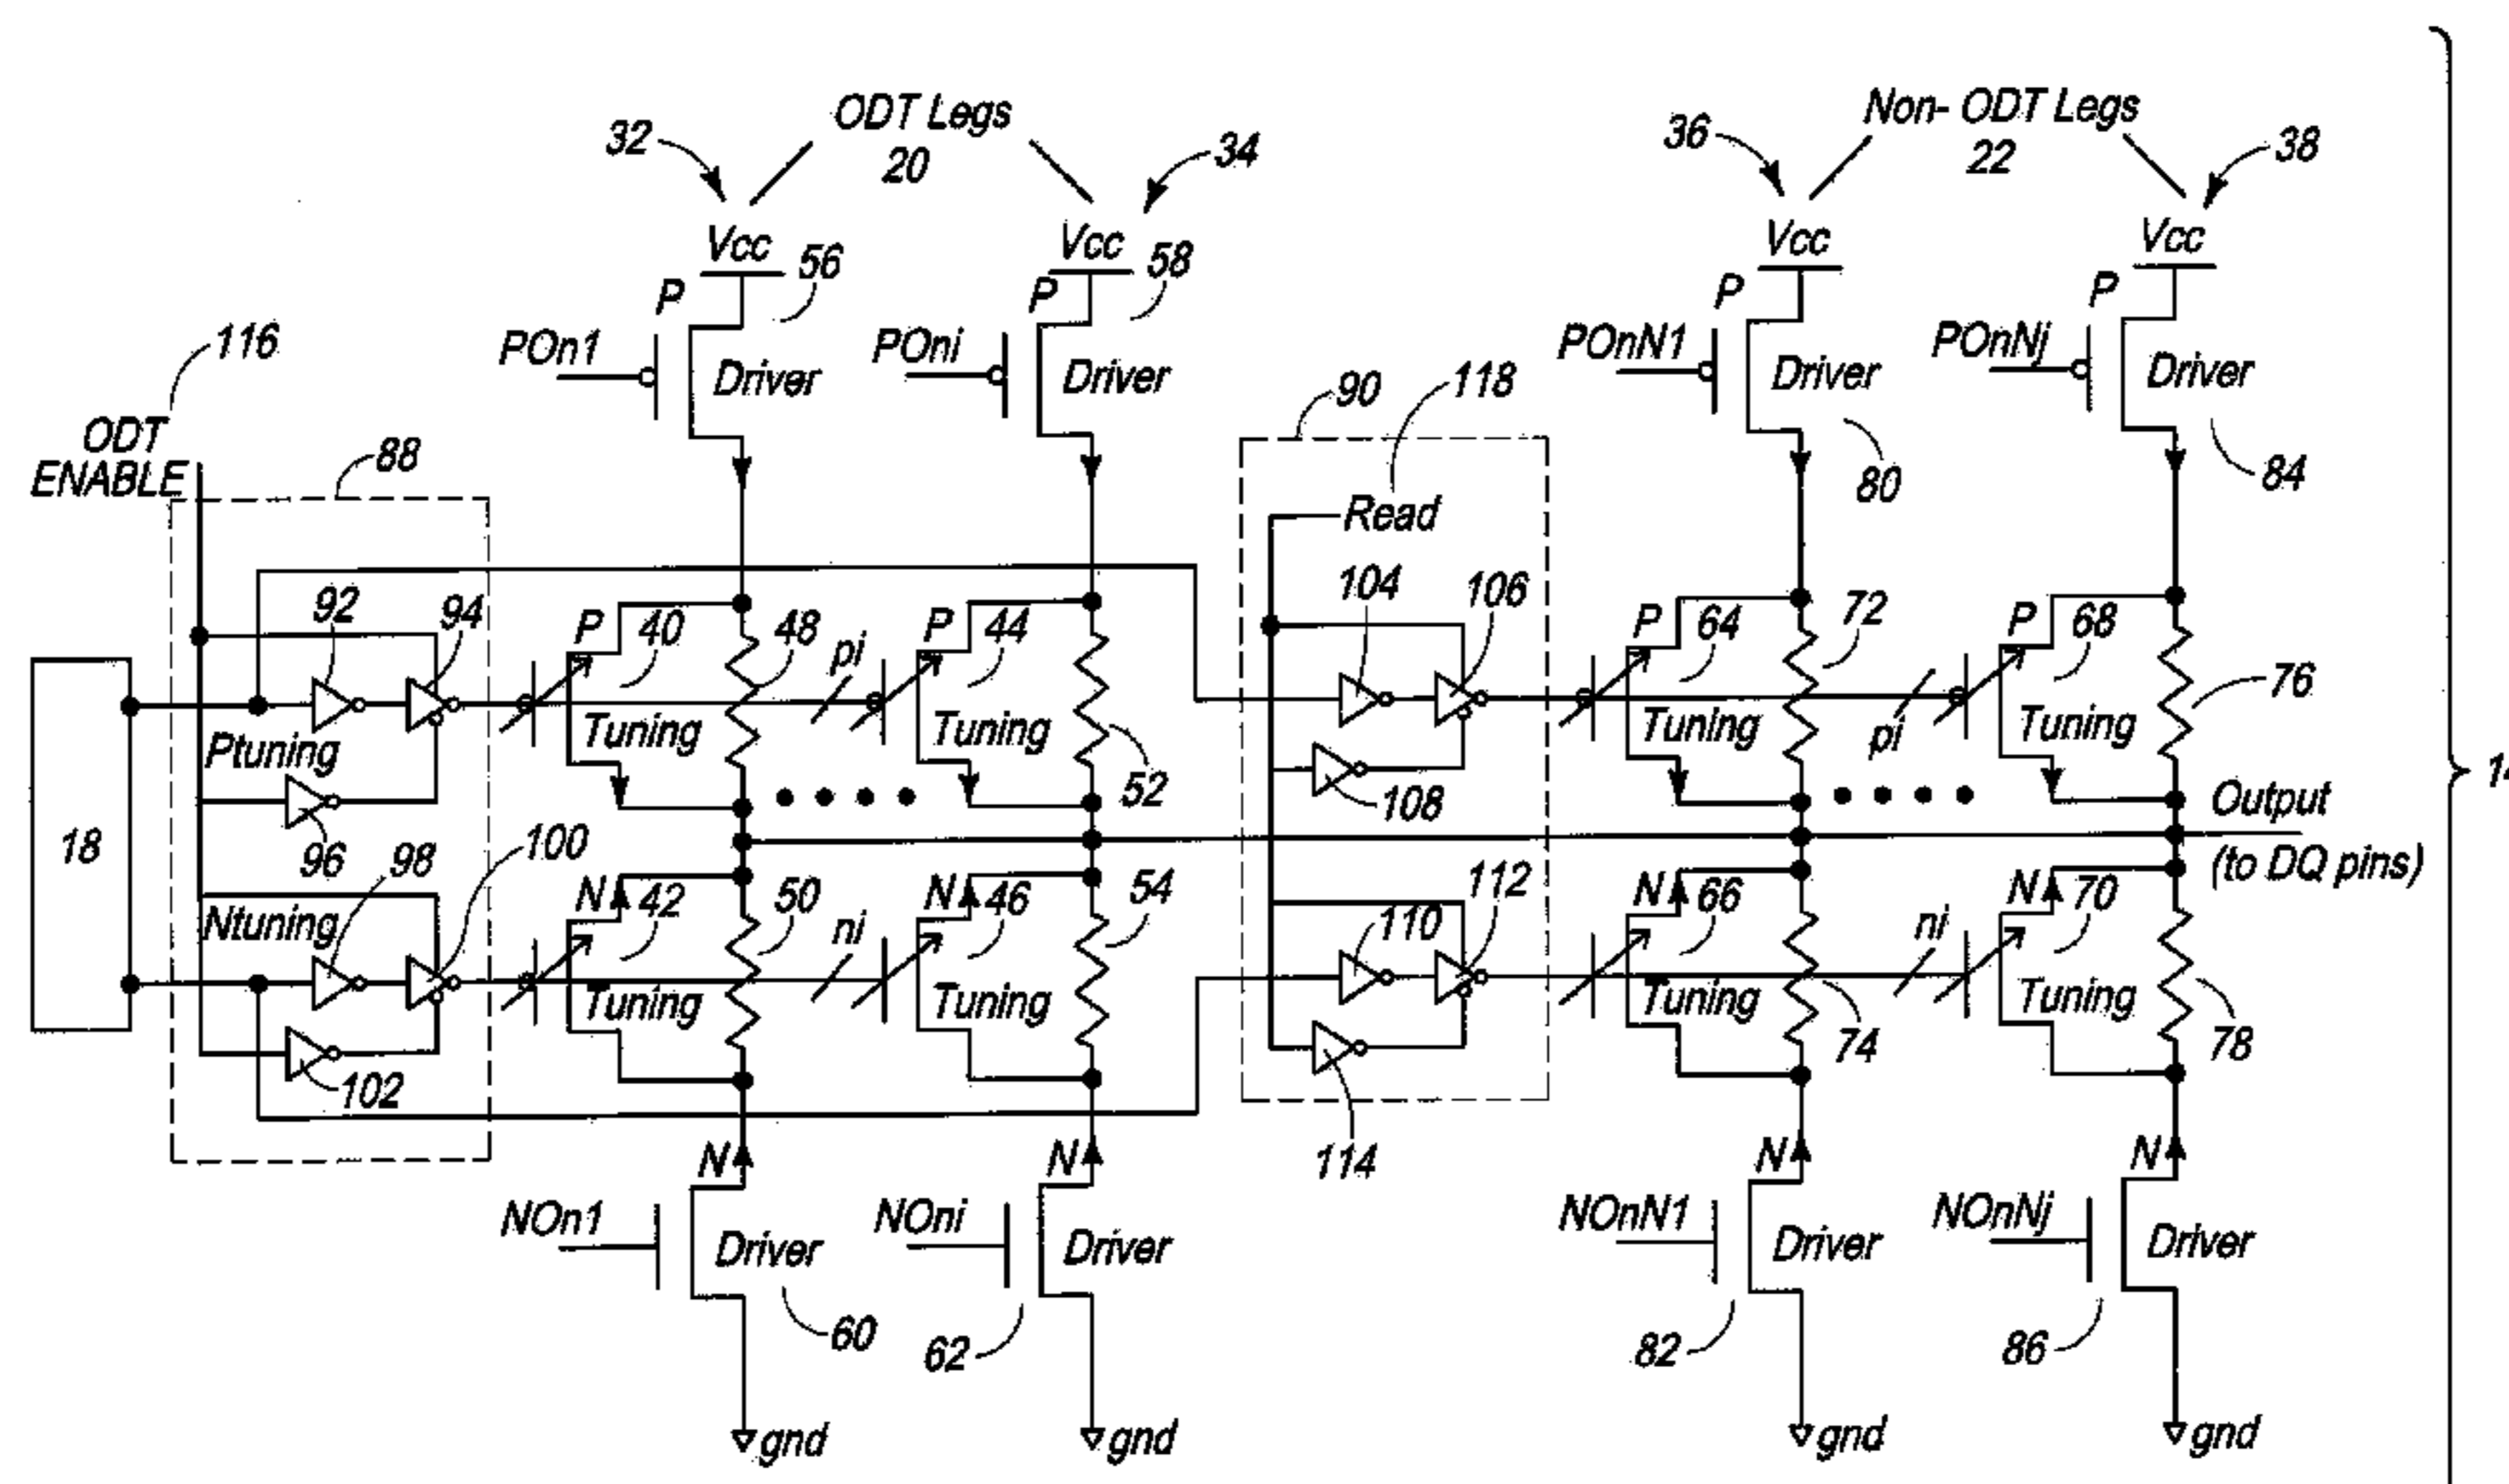 ODT Legs
20
32
34
Non- ODT Legs
22
36
38
Vcc
Vcc
Vcc
Vcc
56
58
P
P
P
P
POn1
POni
POnN1
POnNj
Driver
Driver
Driver
Driver
116
ODT
ENABLE
88
90
118
80
84
Read
92
94
P
40
48
pi
P
44
104
106
P
64
72
P
68
76
Ptuning
Tuning
Tuning
52
Tuning
pi
Tuning
96
108
18
98
100
Output
(to DQ pins)
14
Ntuning
N
42
50
ni
N
46
54
110
112
N
66
ni
N
70
Tuning
Tuning
Tuning
74
Tuning
78
102
114
N
N
N
N
NOn1
NOni
NOnN1
NOnNj
Driver
Driver
Driver
Driver
60
62
82
86
gnd
gnd
gnd
gnd